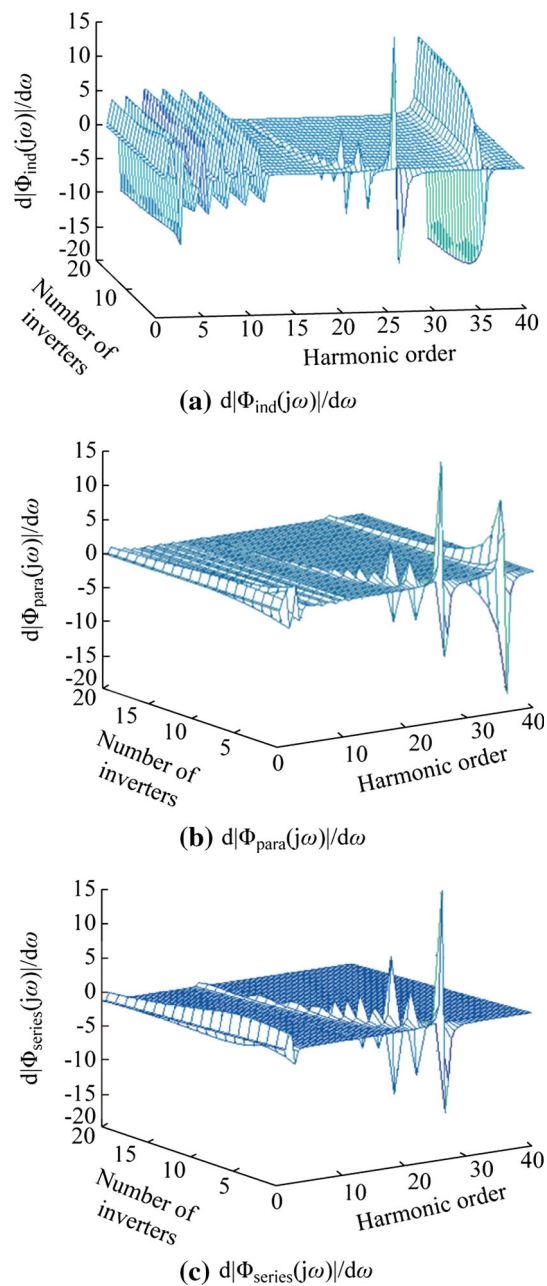 15
10
5
0
-5
-10
-15
-20
d|Φind(jω)|/dω
20
10
0
Number of
inverters
0 5 10 15 20 25 30 35 40
Harmonic order
(a) d|Φind(jω)|/dω
15
10
5
0
-5
-10
-15
-20
d|Φpara(jω)|/dω
20
15
10
5
0
Number of
inverters
10 20 30 40
Harmonic order
(b) d|Φpara(jω)|/dω
15
10
5
0
-5
-10
-15
-20
d|Φseries(jω)|/dω
20
15
10
5
0
Number of
inverters
10 20 30 40
Harmonic order
(c) d|Φseries(jω)|/dω